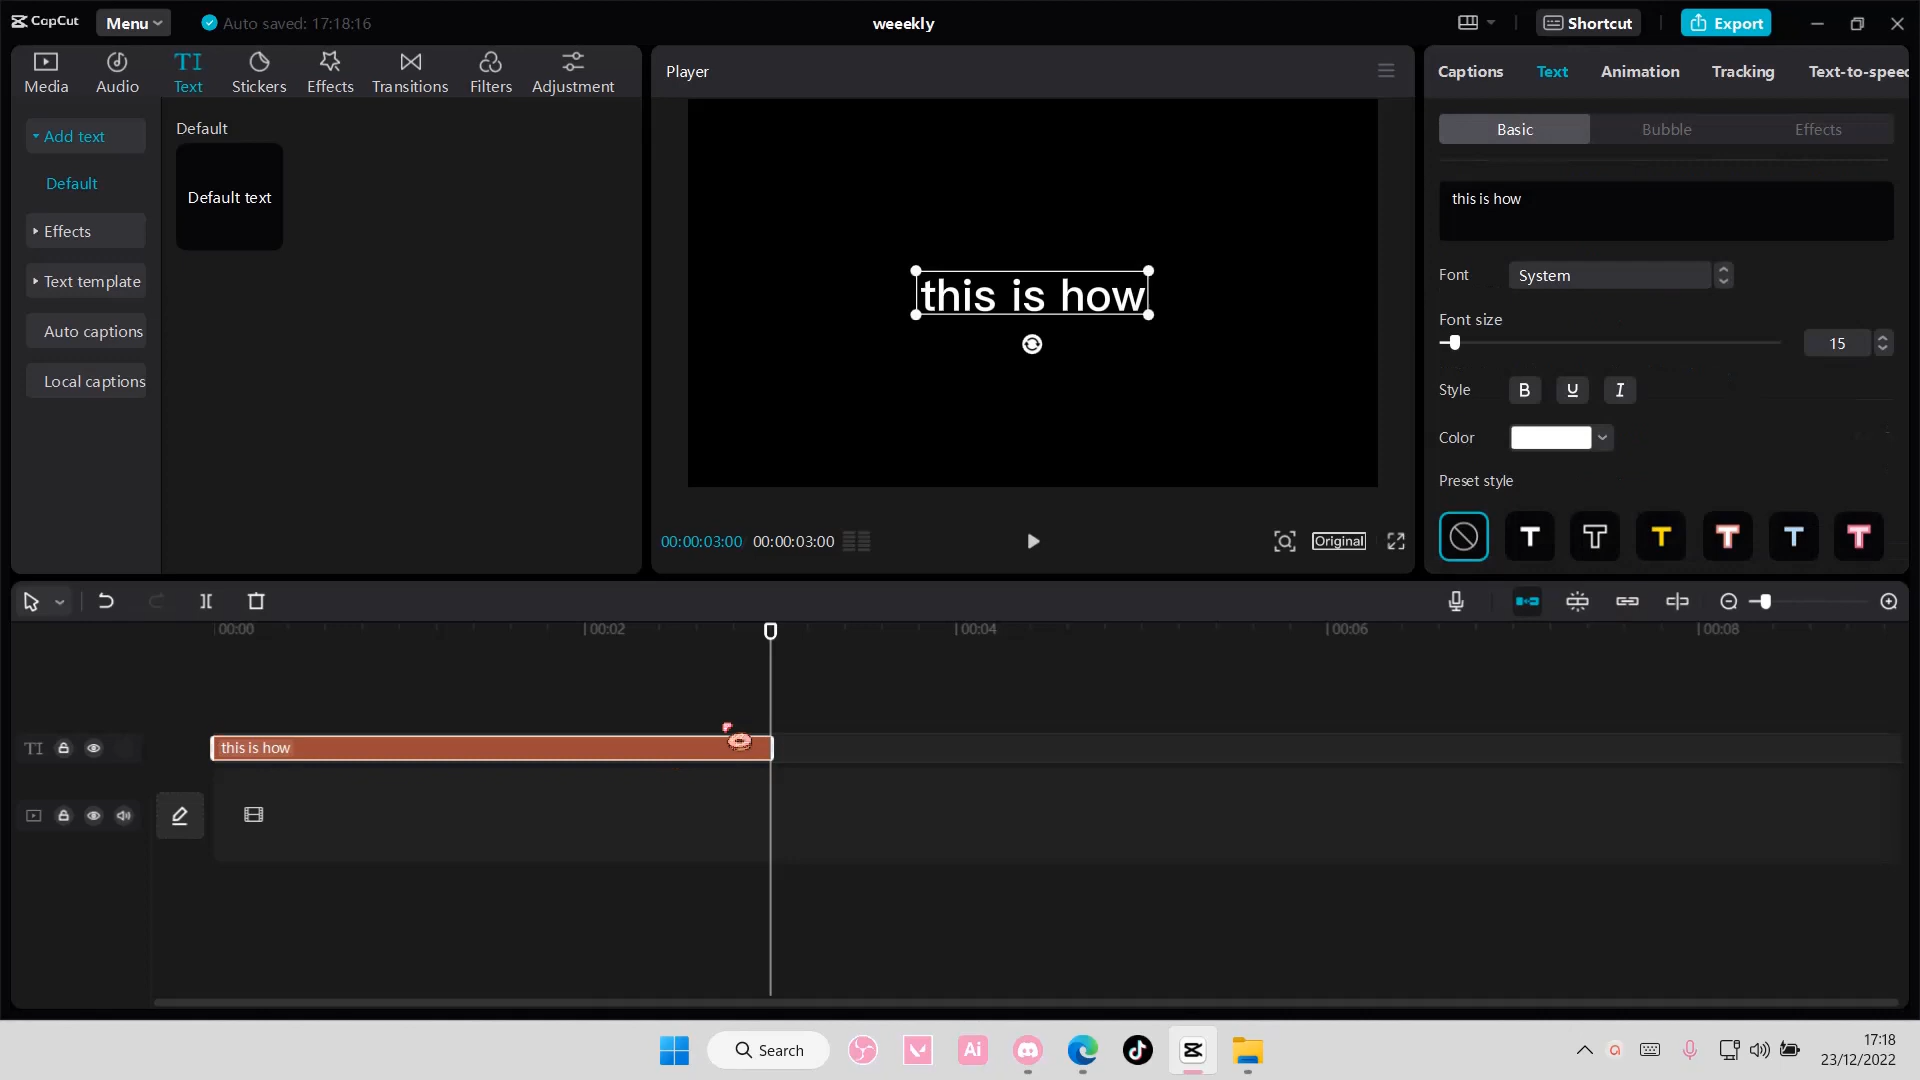 CapCut
Menu
Auto saved: 17:18:16
weeekly
Shortcut
Export
Media
Audio
TI
Text
Stickers
Effects
Transitions
Filters
Adjustment
Add text
Default
Effects
Text template
Auto captions
Local captions
Default
Default text
Player
this is how
00:00:03:00
00:00:03:00
Original
Captions
Text
Animation
Tracking
Text-to-speec
Basic
Bubble
Effects
this is how
Font
System
Font size
15
Style
B
U
I
Color
Preset style
T
T
T
T
T
T
00:00
00:02
00:04
00:06
00:08
TI
this is how
Search
Ai
17:18
23/12/2022